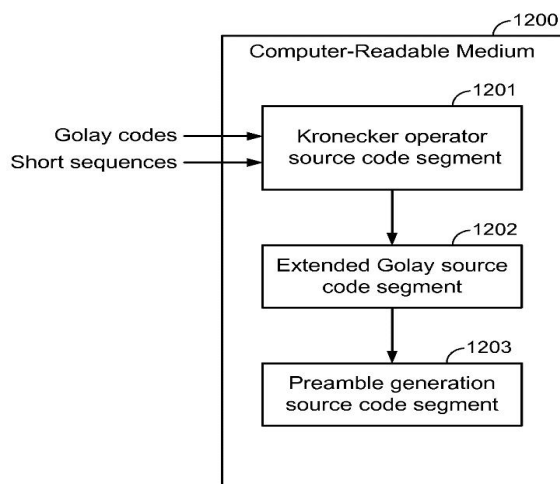 1200
Computer-Readable Medium
1201
Golay codes
Short sequences
Kronecker operator
source code segment
1202
Extended Golay source
code segment
1203
Preamble generation
source code segment